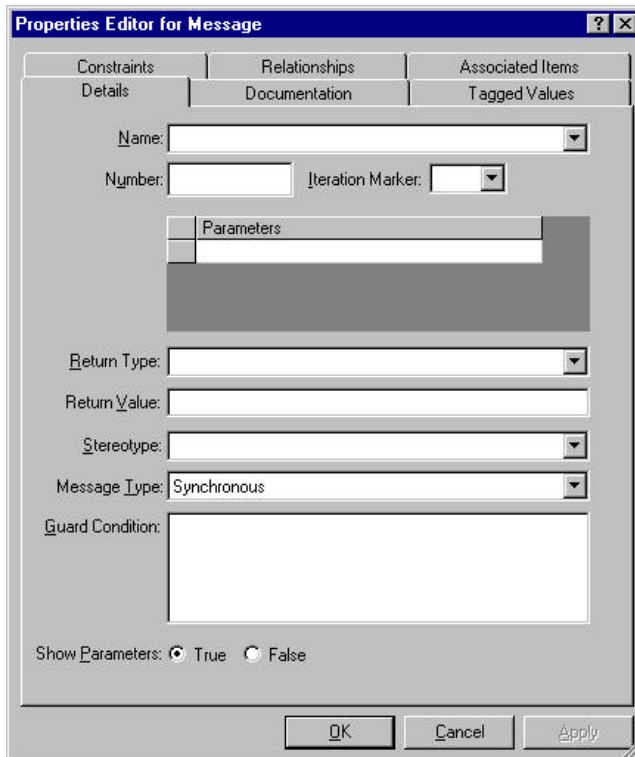 Properties Editor for Message
Constraints Relationships Associated Items
Details Documentation Tagged Values
Name:
Number: Iteration Marker:
Parameters
Return Type:
Return Value:
Stereotype:
Message Type: Synchronous
Guard Condition:
Show Parameters: True False
OK Cancel Apply